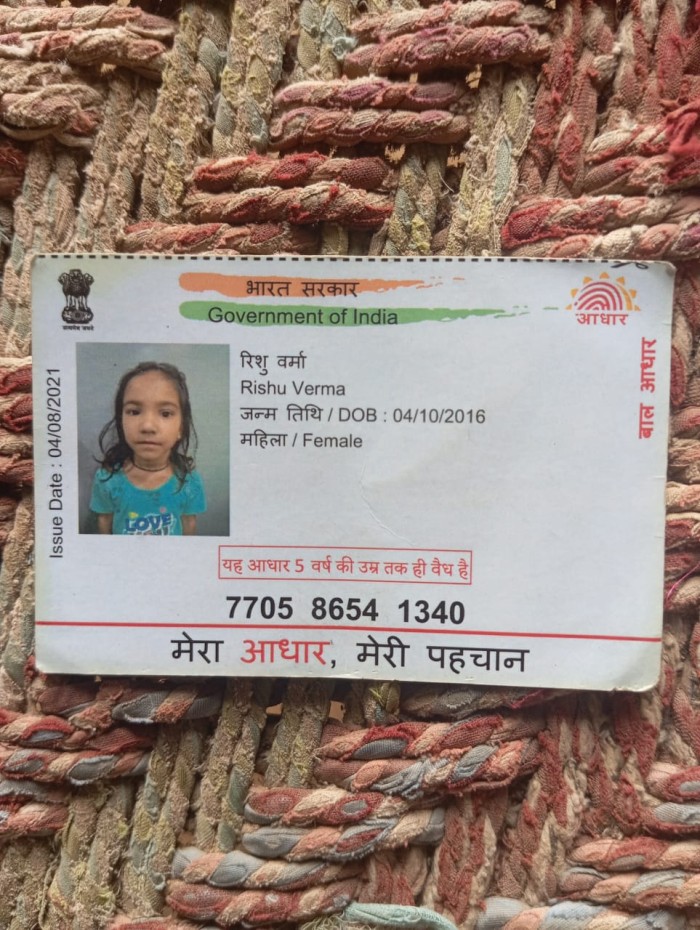 भारत सरकार
Government of India
आधार
बाल आधार
Issue Date : 04/08/2021
रिशु वर्मा
Rishu Verma
जन्म तिथि / DOB : 04/10/2016
महिला / Female
LOVE
यह आधार 5 वर्ष की उम्र तक ही वैध है
7705 8654 1340
मेरा आधार, मेरी पहचान